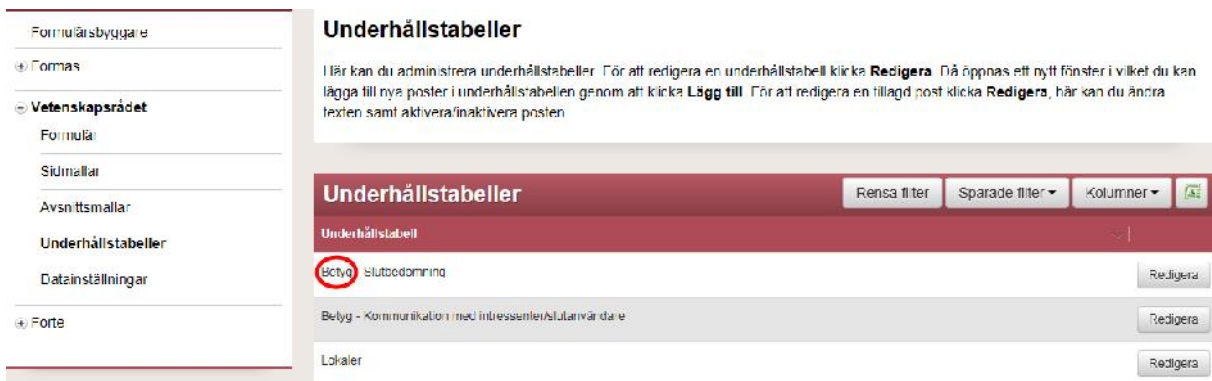 Formulärsbyggare
Formas
Vetenskapsrådet
Formulär
Sidmallar
Avsnittsmallar
Underhållstabeller
Datainställningar
Forte
Underhållstabeller
Här kan du administrera underhållstabeller. För att redigera en underhållstabell klicka Redigera. Då öppnas ett nytt fönster i vilket du kan
lägga till nya poster i underhållstabellen genom att klicka Lägg till. För att redigera en tillagd post klicka Redigera, här kan du ändra
texten samt aktivera/inaktivera posten
Underhållstabeller
Rensa filter
Sparade filter
Kolumner
Underhållstabell
Betyg - Slutbedömning
Redigera
Betyg - Kommunikation med intressenter/slutanvändare
Redigera
Lokaler
Redigera